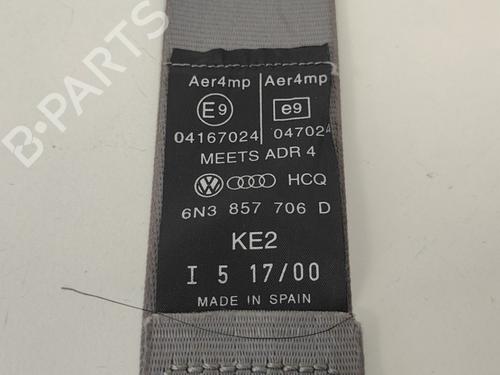 Aer4mp Aer4mp
E9 e9
04167024 047024
MEETS ADR 4
HCQ
6N3 857 706 D
KE2
I 5 17/00
MADE IN SPAIN